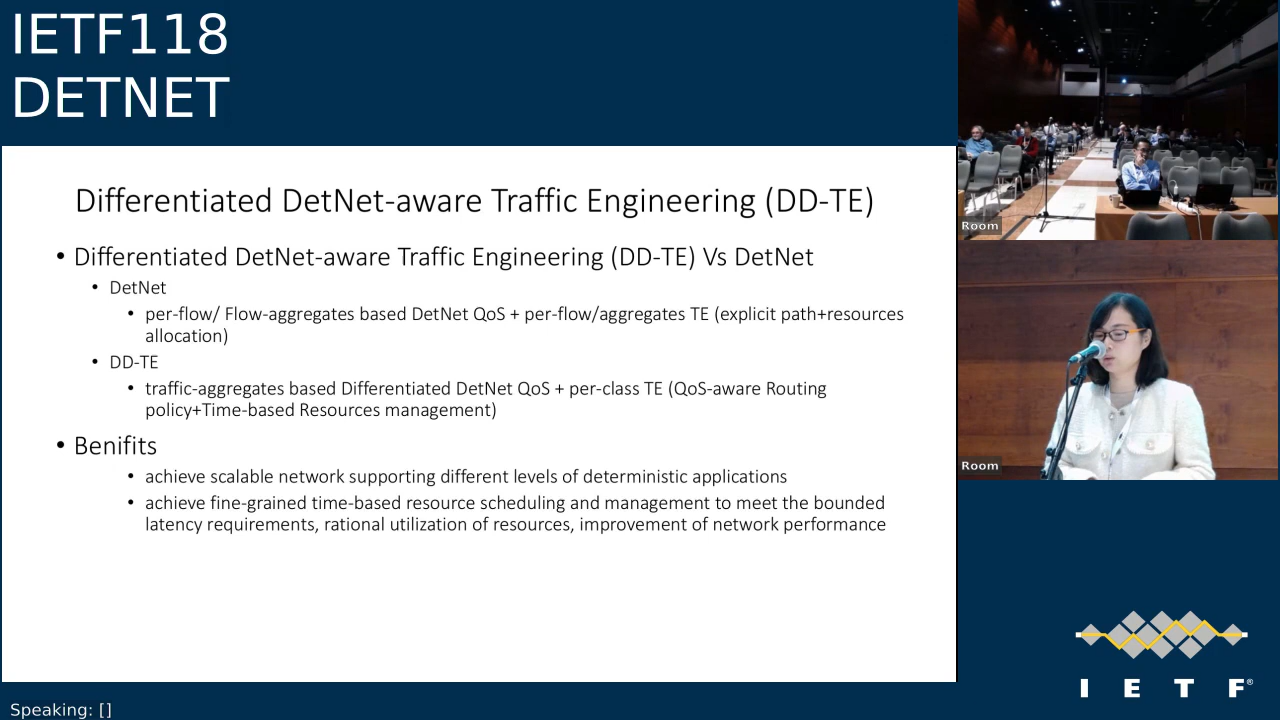 IETF118
DETNET
Differentiated DetNet-aware Traffic Engineering (DD-TE)
• Differentiated DetNet-aware Traffic Engineering (DD-TE) Vs DetNet
• DetNet
• per-flow/ Flow-aggregates based DetNet QoS + per-flow/aggregates TE (explicit path+resources
allocation)
• DD-TE
• traffic-aggregates based Differentiated DetNet QoS + per-class TE (QoS-aware Routing
policy+Time-based Resources management)
• Benifits
• achieve scalable network supporting different levels of deterministic applications
• achieve fine-grained time-based resource scheduling and management to meet the bounded
latency requirements, rational utilization of resources, improvement of network performance
Room
Room
I E T F®
Speaking: []